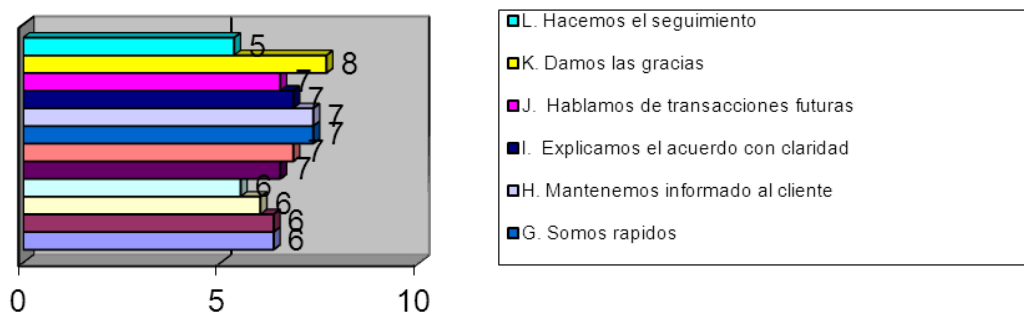 5
8
7
7
7
7
7
7
6
6
6
6
0 5 10
L. Hacemos el seguimiento
K. Damos las gracias
J.  Hablamos de transacciones futuras
I.  Explicamos el acuerdo con claridad
H. Mantenemos informado al cliente
G. Somos rapidos